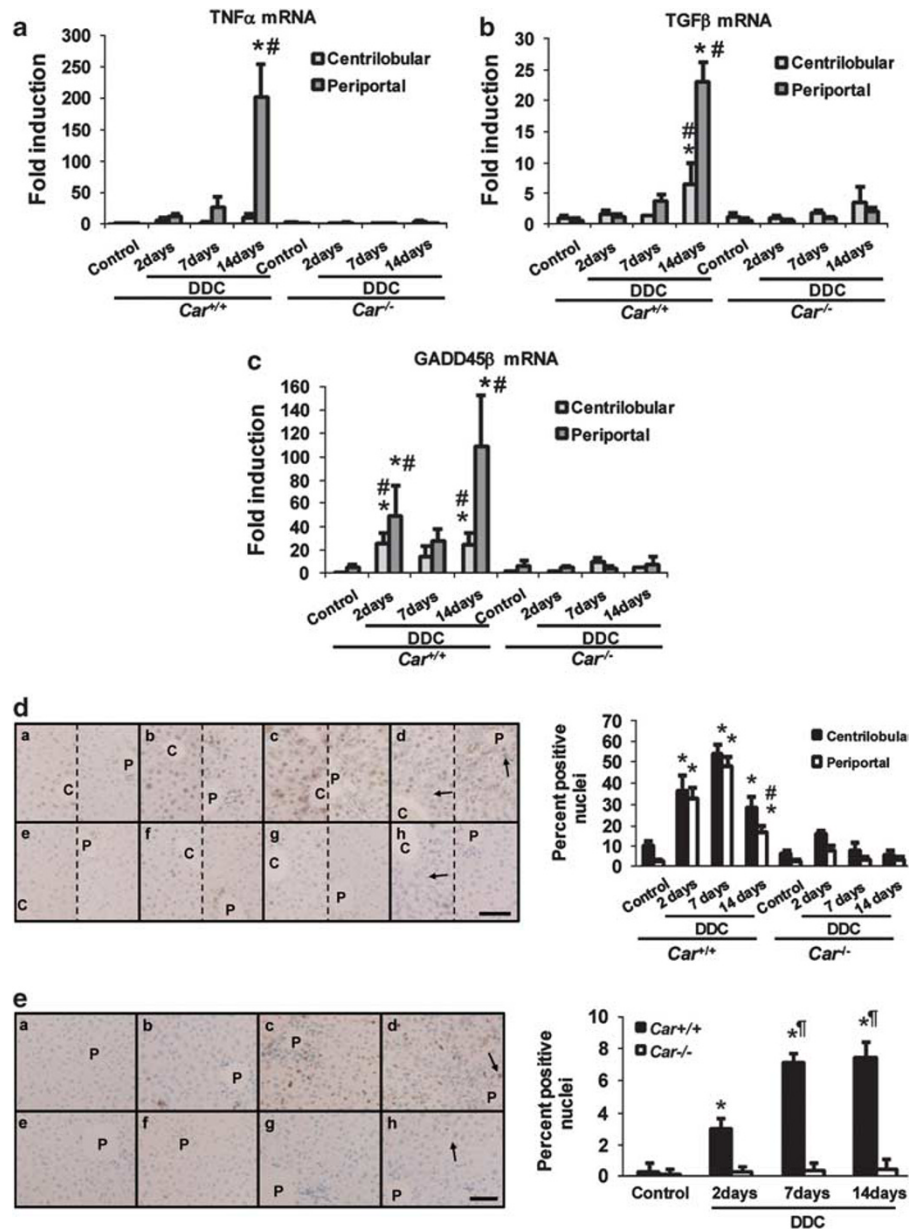 a
TNFα mRNA
Fold induction
300
250
200
150
100
50
0
*#
Centrilobular
Periportal
Control
2days
7days
14days
Control
2days
7days
14days
DDC
DDC
Car+/+
Car-/-
b
TGFβ mRNA
Fold induction
30
25
20
15
10
5
0
#
*
* #
Centrilobular
Periportal
Control
2days
7days
14days
Control
2days
7days
14days
DDC
DDC
Car+/+
Car-/-
c
GADD45β mRNA
Fold induction
160
140
120
100
80
60
40
20
0
#
*
*#
#
*
*#
Centrilobular
Periportal
Control
2days
7days
14days
Control
2days
7days
14days
DDC
DDC
Car+/+
Car-/-
d
a
C
P
b
C
P
c
C
P
d
C
P
e
C
P
f
C
P
g
C
P
h
C
P
Percent positive
nuclei
70
60
50
40
30
20
10
0
*
*
*
*
*
#
*
Centrilobular
Periportal
Control
2 days
7 days
14 days
Control
2 days
7 days
14 days
DDC
DDC
Car+/+
Car-/-
e
a
P
b
P
c
P
d
P
e
P
f
P
g
P
h
P
Percent positive
nuclei
10
8
6
4
2
0
Car+/+
Car-/-
*
*¶
*¶
Control
2days
7days
14days
DDC